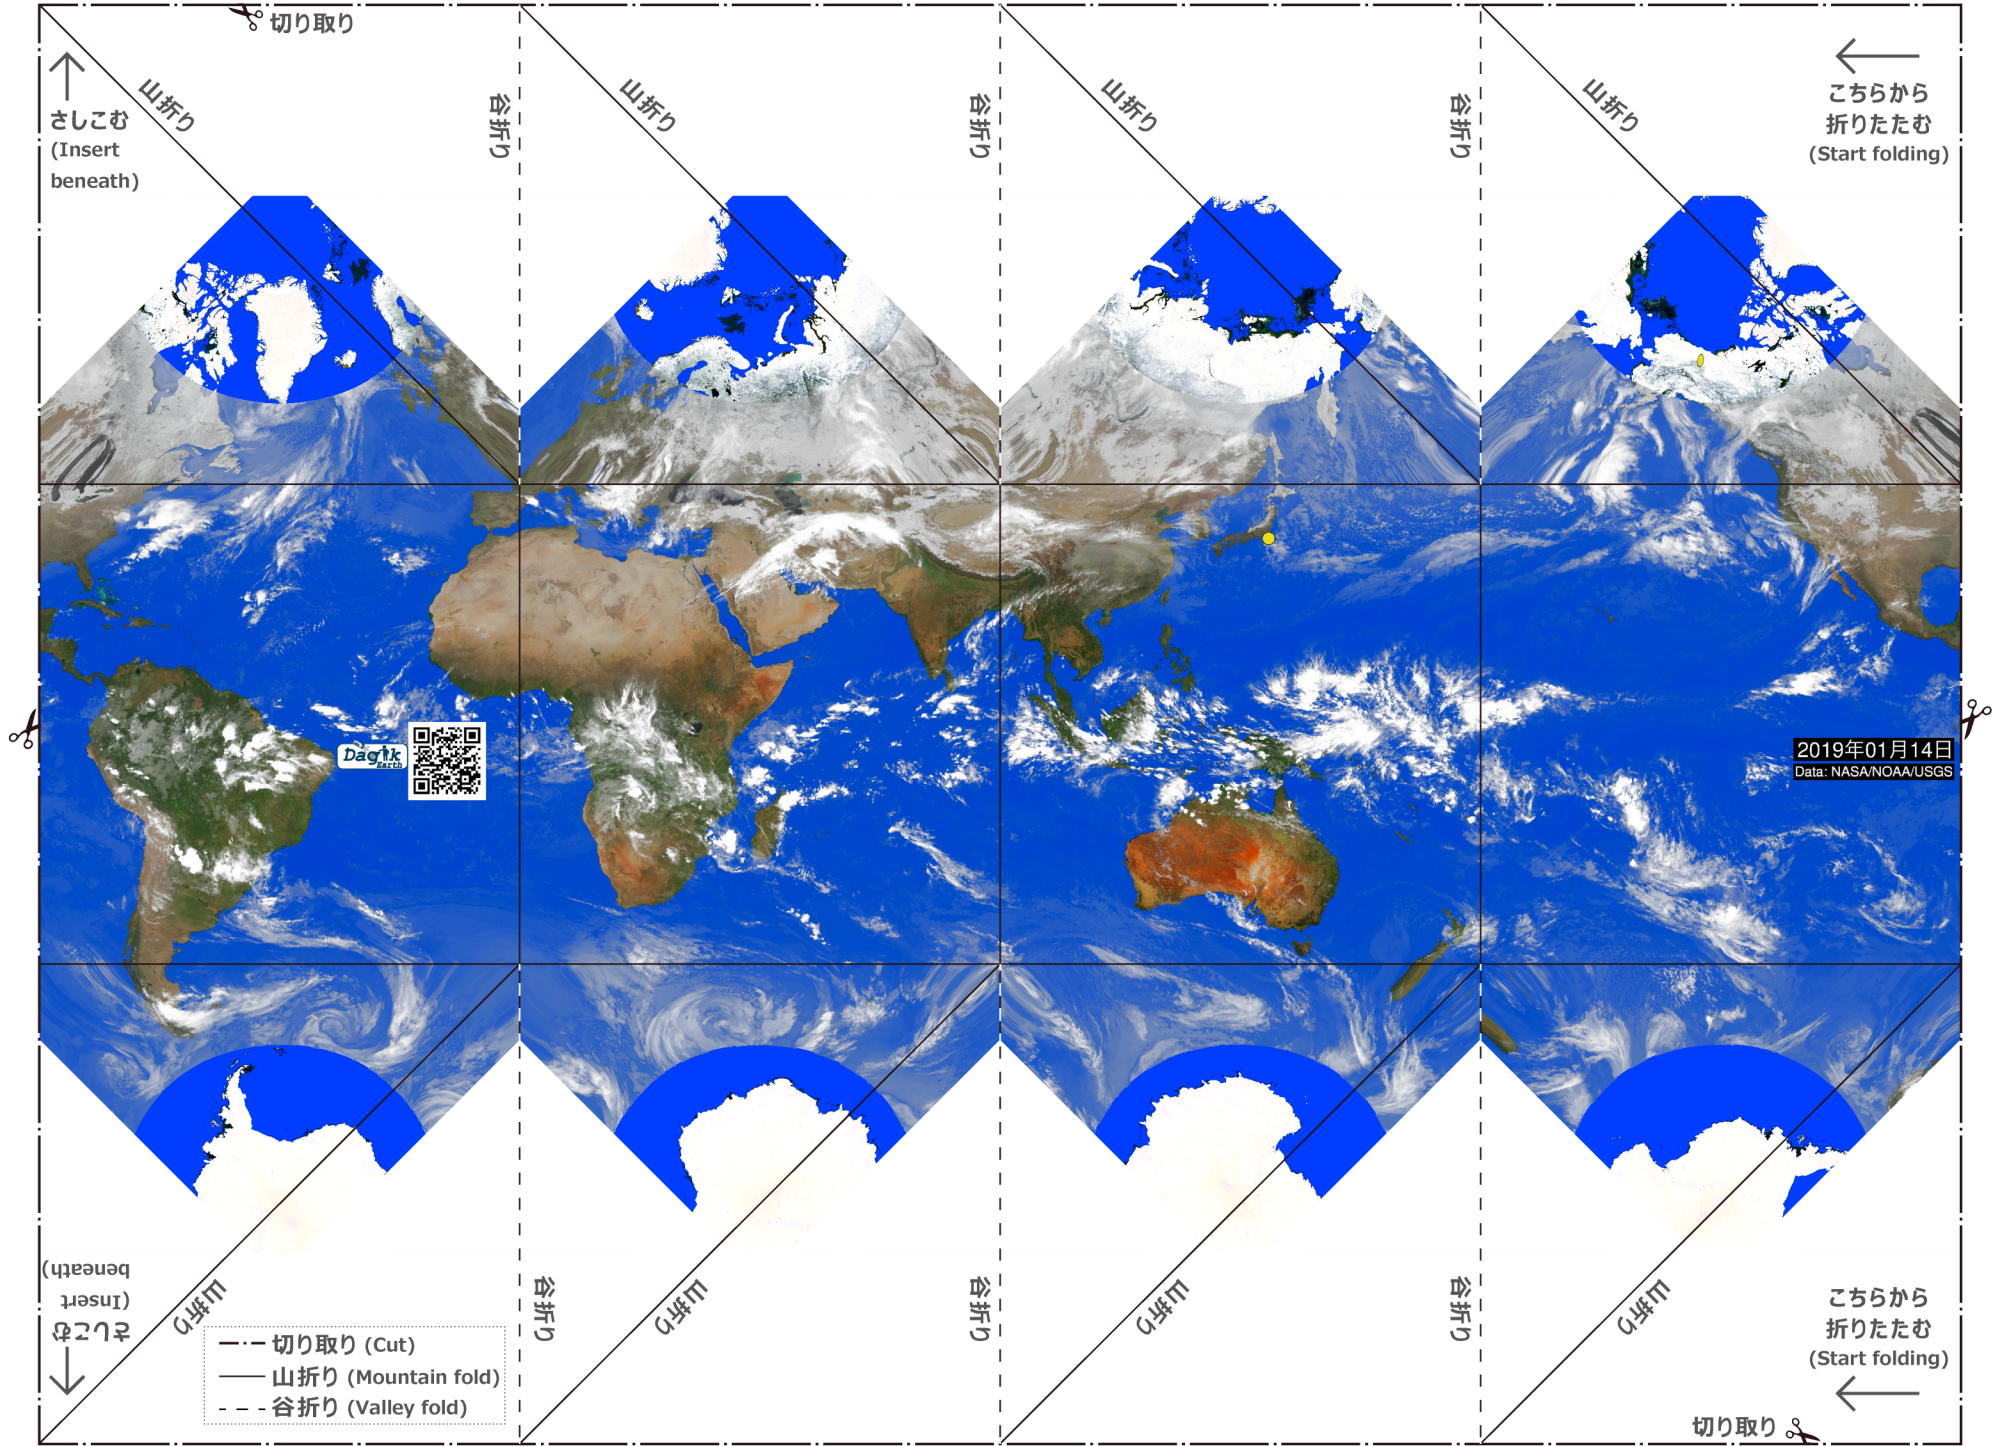 切り取り
さしこむ
(Insert
beneath)
山折り
谷折り
山折り
谷折り
山折り
谷折り
山折り
こちらから
折りたたむ
(Start folding)
Dagik
Earth
2019年01月14日
Data: NASA/NOAA/USGS
さしこむ
(Insert
beneath)
山折り
谷折り
山折り
谷折り
山折り
谷折り
山折り
こちらから
折りたたむ
(Start folding)
切り取り (Cut)
山折り (Mountain fold)
谷折り (Valley fold)
切り取り